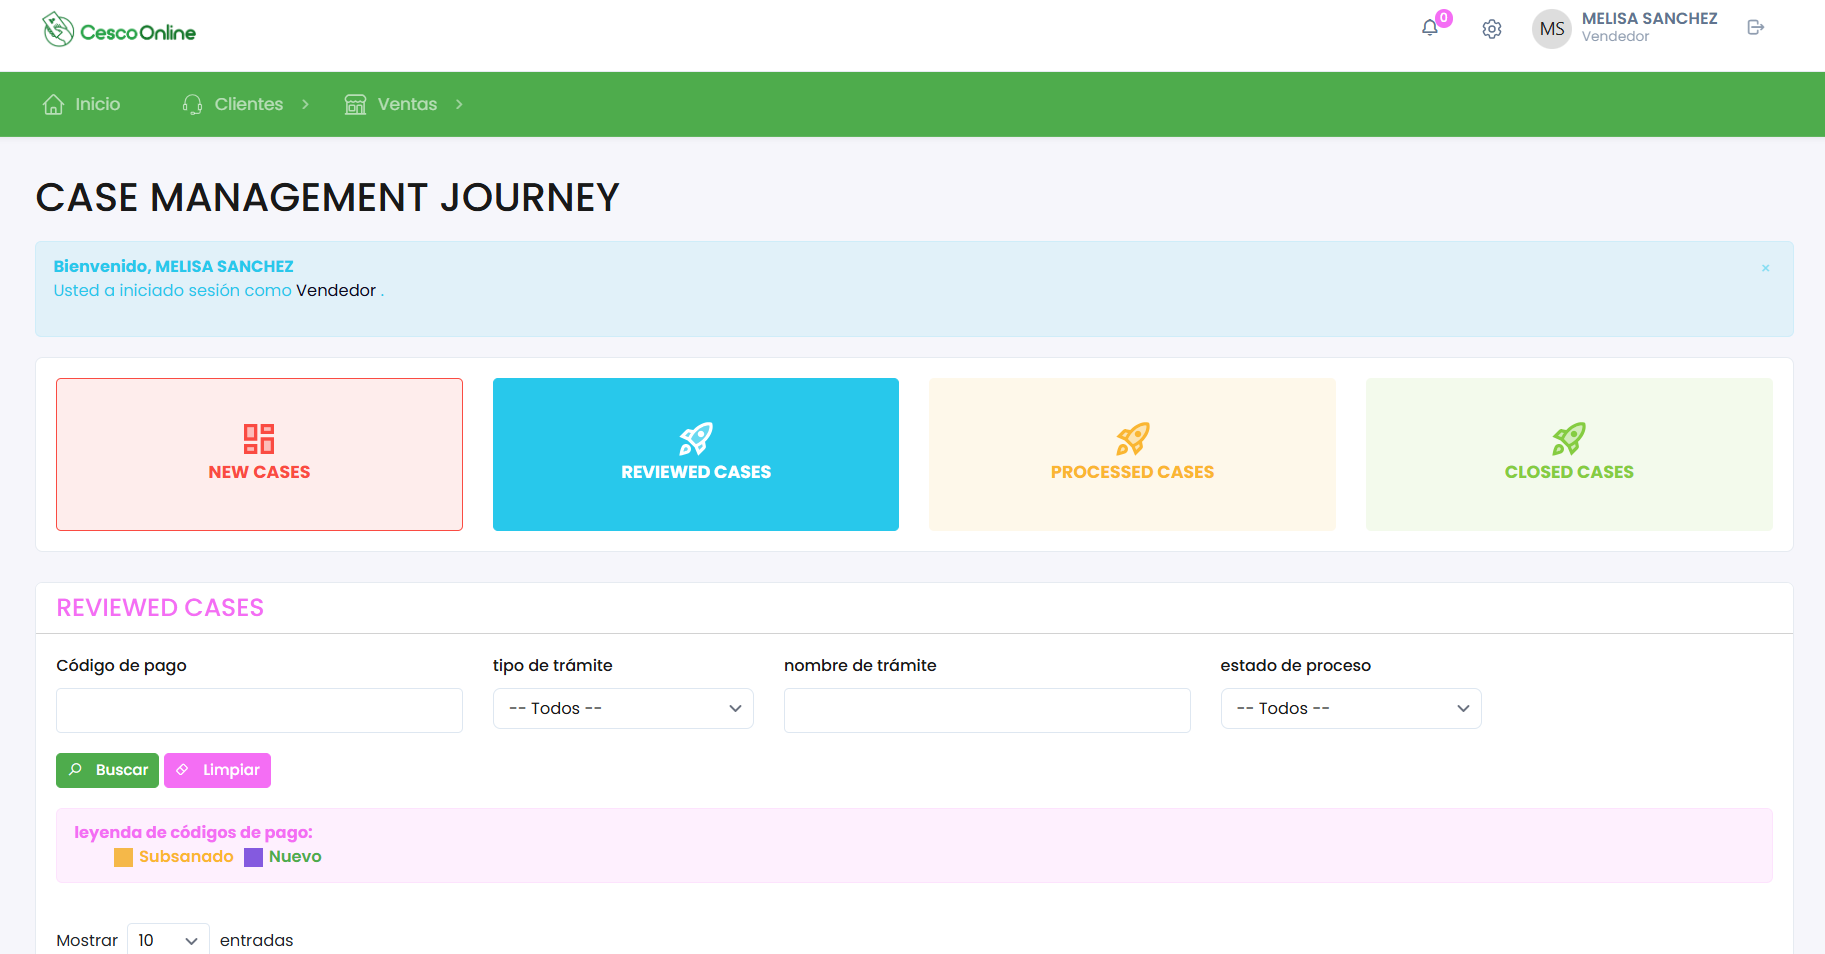 CescoOnline
0
MS
MELISA SANCHEZ
Vendedor
Inicio
Clientes
Ventas
CASE MANAGEMENT JOURNEY
Bienvenido, MELISA SANCHEZ
Usted a iniciado sesión como Vendedor .
×
NEW CASES
REVIEWED CASES
PROCESSED CASES
CLOSED CASES
REVIEWED CASES
Código de pago
tipo de trámite
nombre de trámite
estado de proceso
-- Todos --
-- Todos --
Buscar
Limpiar
leyenda de códigos de pago:
Subsanado
Nuevo
Mostrar 10 entradas